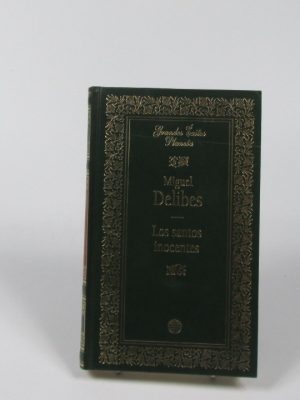 Grandes Éxitos
Planeta
Miguel
Delibes
Los santos
inocentes